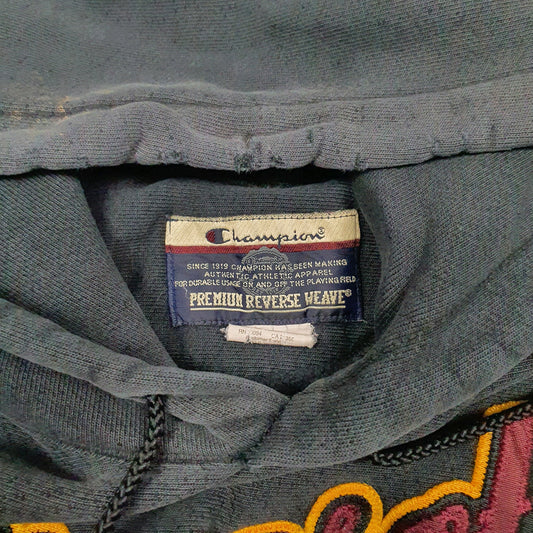 Champion®
SINCE 1919 CHAMPION HAS BEEN MAKING
AUTHENTIC ATHLETIC APPAREL
FOR DURABLE USAGE ON AND OFF THE PLAYING FIELD
PREMIUM REVERSE WEAVE®
RN